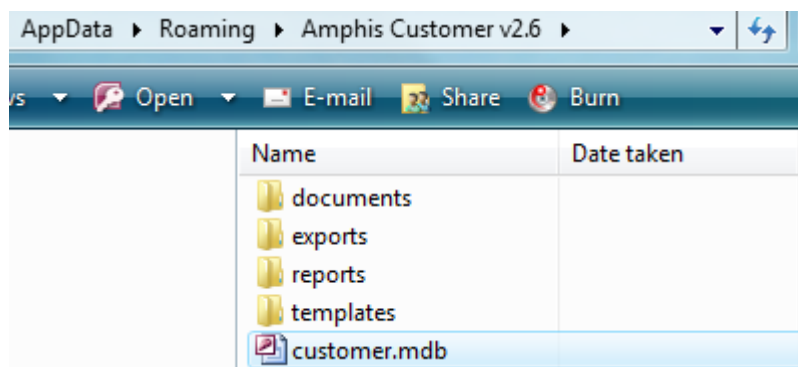 AppData Roaming Amphis Customer v2.6
Open E-mail Share Burn
Name Date taken
documents
exports
reports
templates
customer.mdb